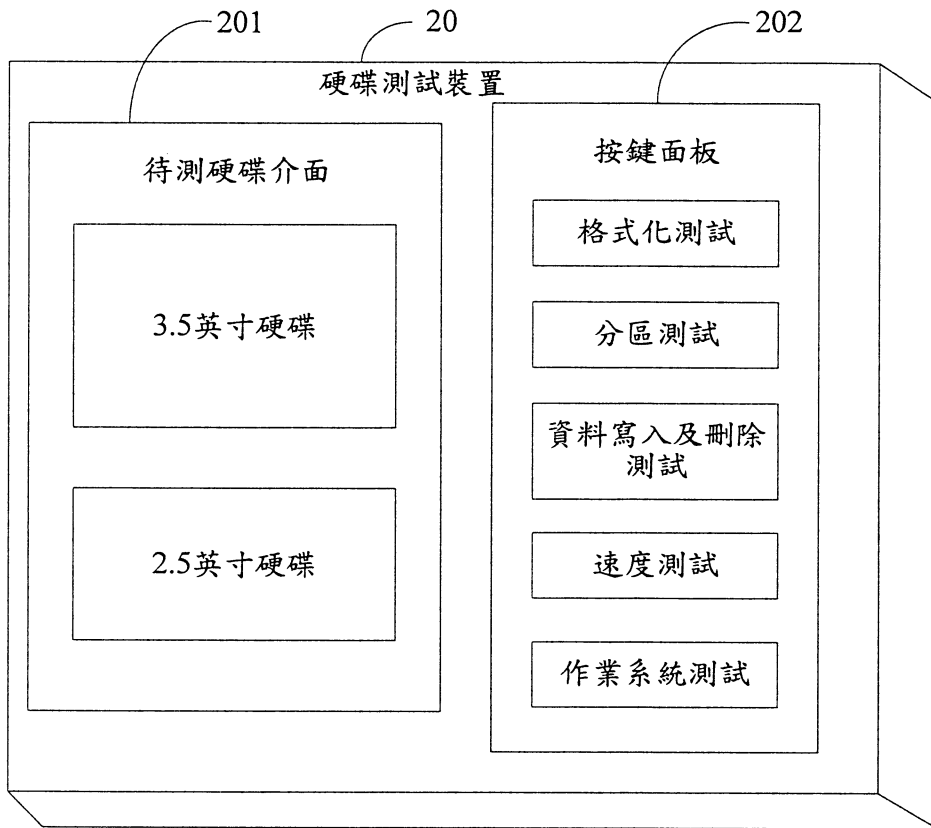 201
20
202
硬碟測試裝置
待測硬碟介面
3.5英寸硬碟
2.5英寸硬碟
按鍵面板
格式化測試
分區測試
資料寫入及刪除
測試
速度測試
作業系統測試